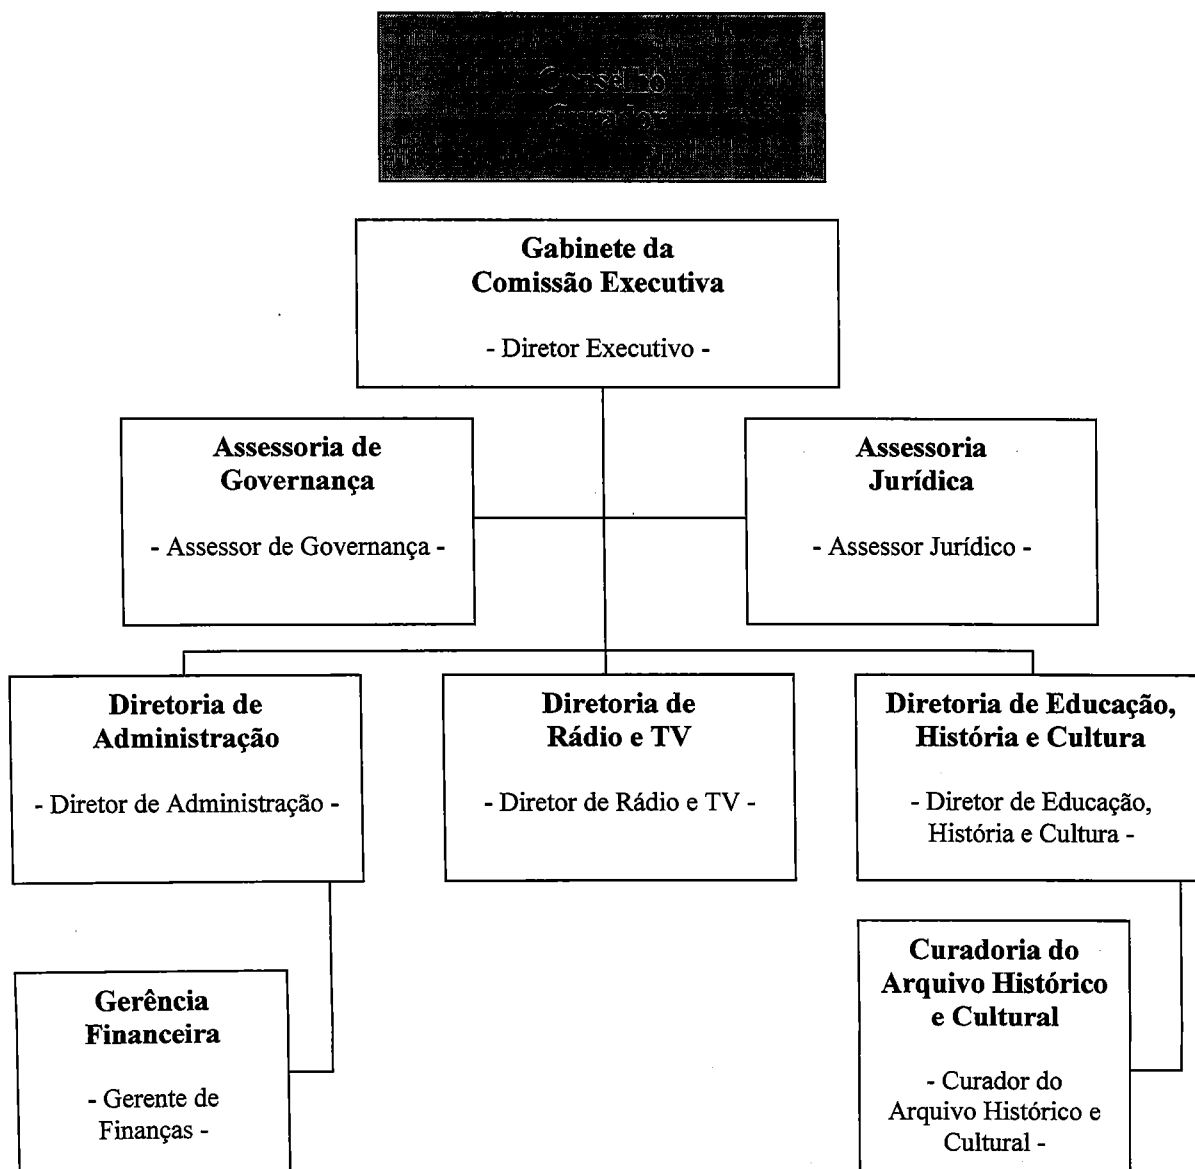 Conselho
Curador
Gabinete da
Comissão Executiva
- Diretor Executivo -
Assessoria de
Governança
- Assessor de Governança -
Assessoria
Jurídica
- Assessor Jurídico -
Diretoria de
Administração
- Diretor de Administração -
Diretoria de
Rádio e TV
- Diretor de Rádio e TV -
Diretoria de Educação,
História e Cultura
- Diretor de Educação,
História e Cultura -
Gerência
Financeira
- Gerente de
Finanças -
Curadoria do
Arquivo Histórico
e Cultural
- Curador do
Arquivo Histórico e
Cultural -